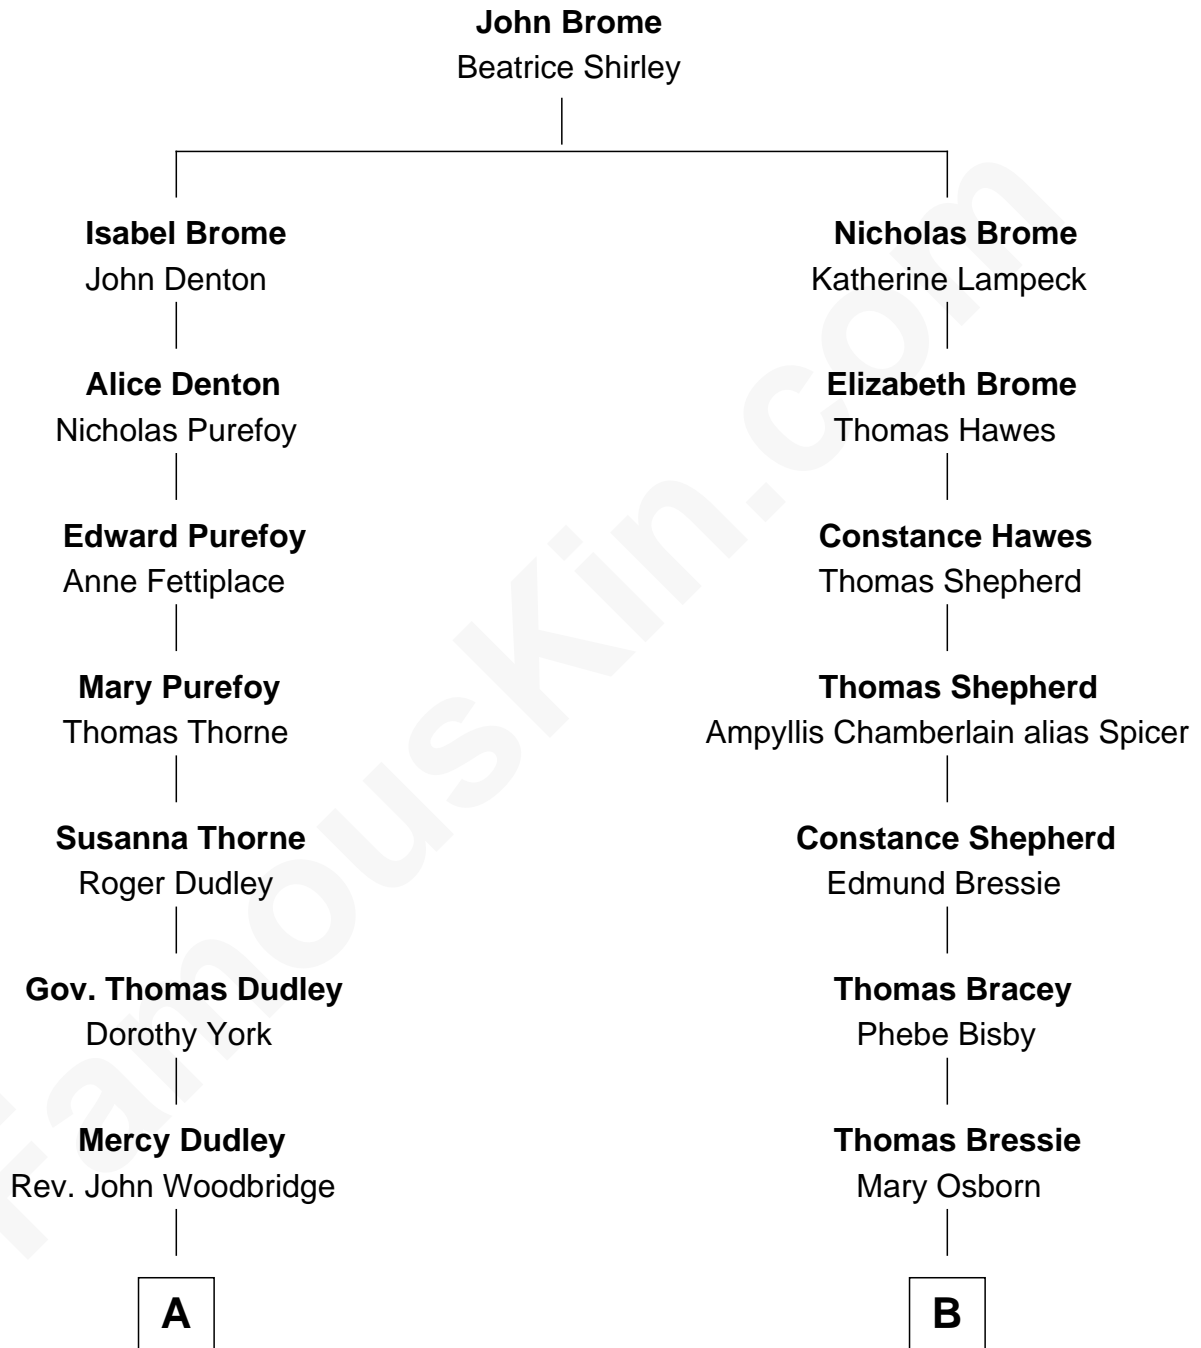 John Brome
Beatrice Shirley
Isabel Brome
John Denton
Nicholas Brome
Katherine Lampeck
Alice Denton
Nicholas Purefoy
Elizabeth Brome
Thomas Hawes
Edward Purefoy
Anne Fettiplace
Constance Hawes
Thomas Shepherd
Mary Purefoy
Thomas Thorne
Thomas Shepherd
Ampyllis Chamberlain alias Spicer
Susanna Thorne
Roger Dudley
Constance Shepherd
Edmund Bressie
Gov. Thomas Dudley
Dorothy York
Thomas Bracey
Phebe Bisby
Mercy Dudley
Rev. John Woodbridge
Thomas Bressie
Mary Osborn
A
B
FamousKin.com